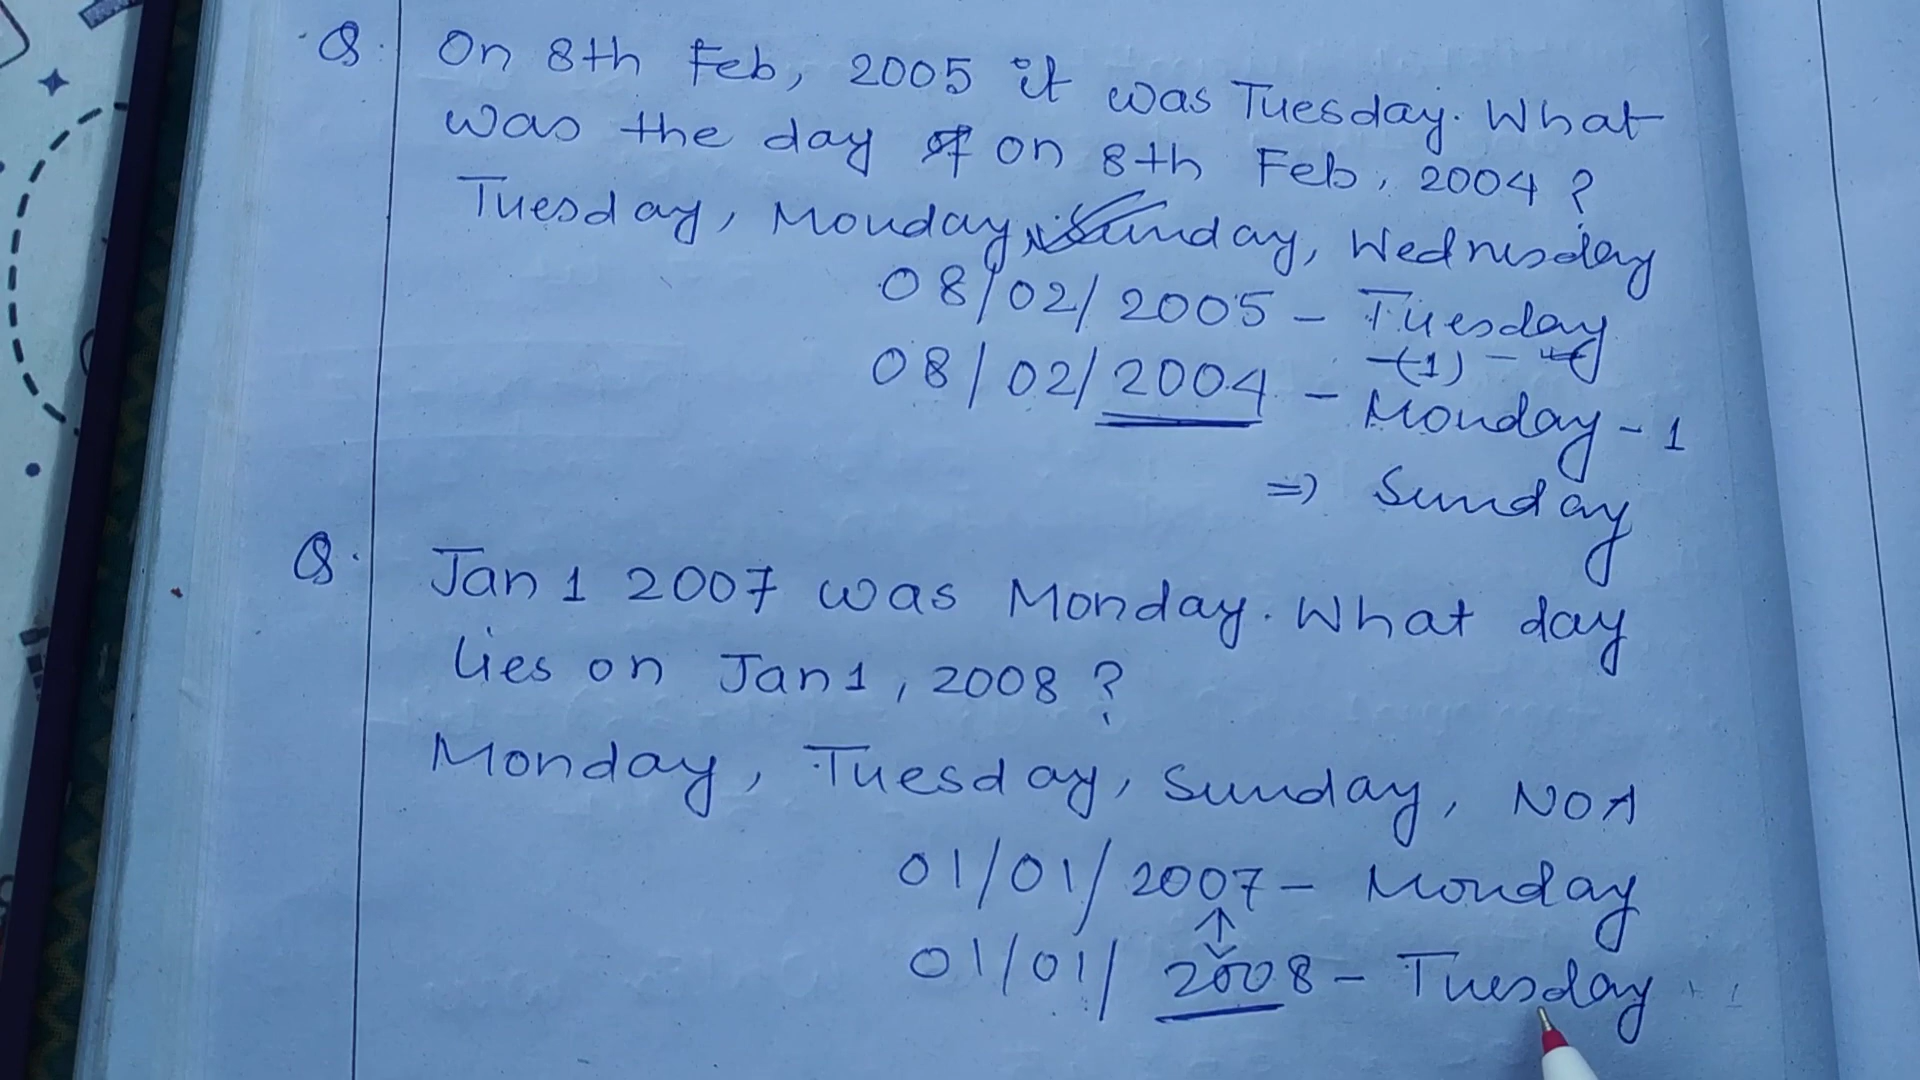 Q. On 8th Feb, 2005 it was Tuesday. What
was the day on 8th Feb, 2004 ?
Tuesday, Monday, Sunday, Wednesday
08/02/2005 - Tuesday
-(1)
08/02/2004 - Monday - 1
=> Sunday
Q. Jan 1 2007 was Monday. What day
lies on Jan 1, 2008 ?
Monday, Tuesday, Sunday, NOA
01/01/2007 - Monday
01/01/2008 - Tuesday + 1